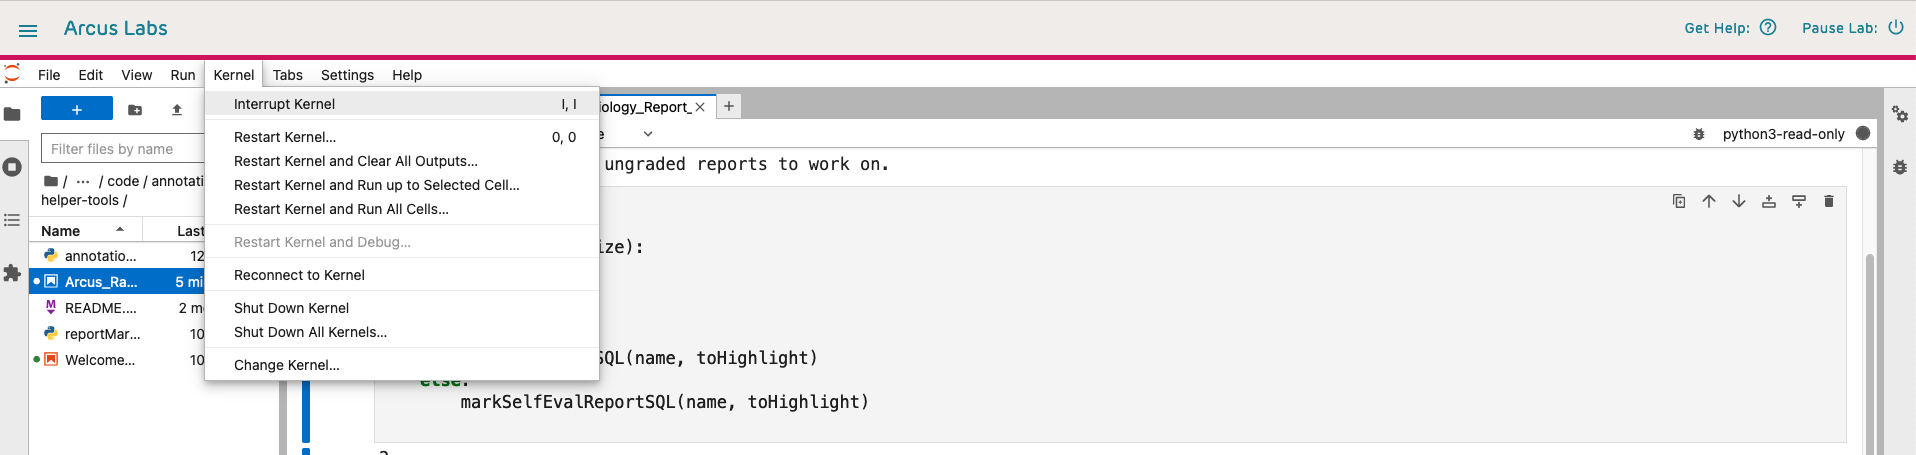 Arcus Labs
Get Help:
Pause Lab:
File Edit View Run Kernel Tabs Settings Help
Interrupt Kernel I, I
Restart Kernel... 0, 0
Restart Kernel and Clear All Outputs...
Restart Kernel and Run up to Selected Cell...
Restart Kernel and Run All Cells...
Restart Kernel and Debug...
Reconnect to Kernel
Shut Down Kernel
Shut Down All Kernels...
Change Kernel...
Filter files by name
/ ... / code / annotati
helper-tools /
Name Last
annotatio... 12
Arcus_Ra... 5 mi
README.... 2 m
reportMar... 10
Welcome... 10
iology_Report_
python3-read-only
ungraded reports to work on.
ize):
SQL(name, toHighlight)
else:
markSelfEvalReportSQL(name, toHighlight)